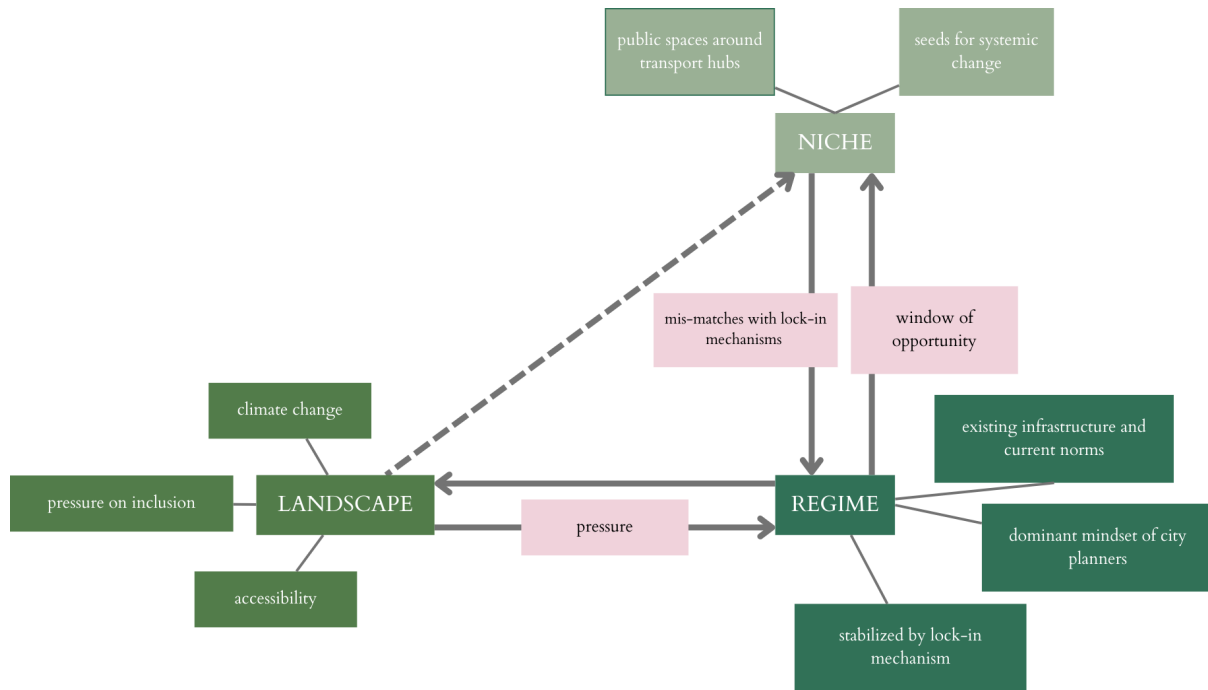 public spaces around
transport hubs
seeds for systemic
change
NICHE
mis-matches with lock-in
mechanisms
window of
opportunity
climate change
existing infrastructure and
current norms
pressure on inclusion
LANDSCAPE
pressure
REGIME
dominant mindset of city
planners
accessibility
stabilized by lock-in
mechanism